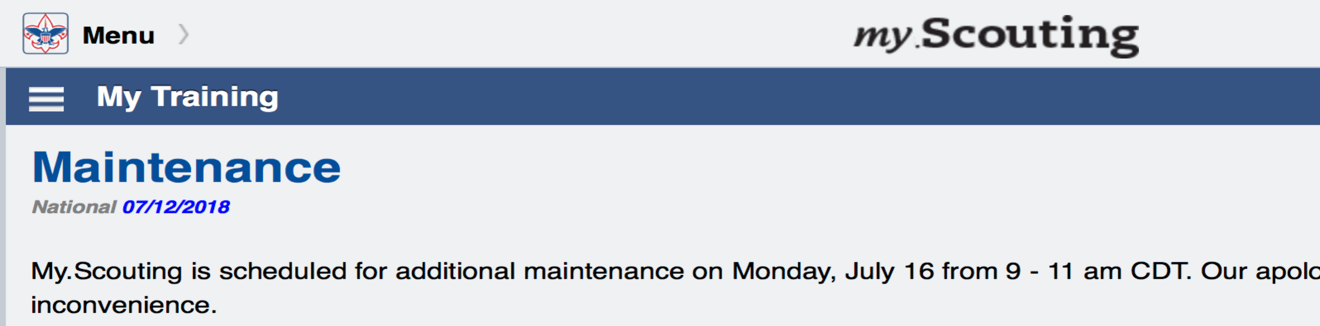 Menu
my.Scouting
My Training
Maintenance
National 07/12/2018
My.Scouting is scheduled for additional maintenance on Monday, July 16 from 9 - 11 am CDT. Our
inconvenience.